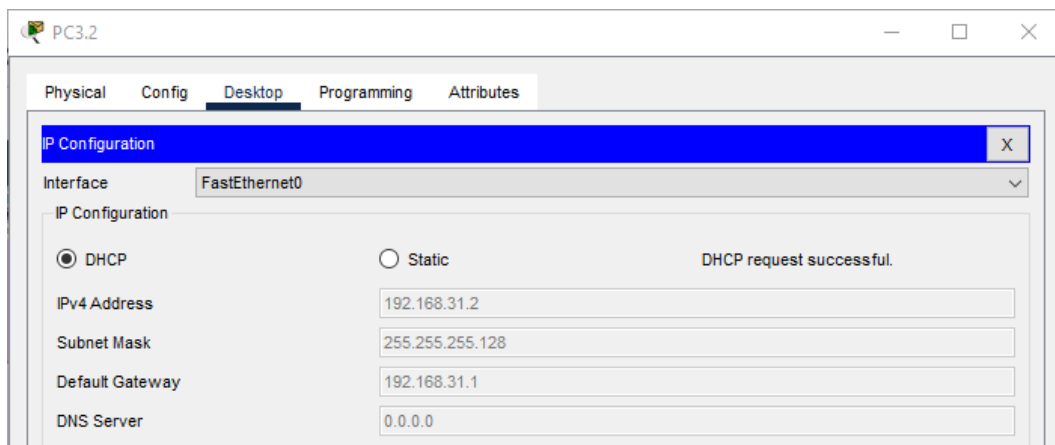 PC3.2
Physical Config Desktop Programming Attributes
IP Configuration X
Interface FastEthernet0
IP Configuration
DHCP Static DHCP request successful.
IPv4 Address 192.168.31.2
Subnet Mask 255.255.255.128
Default Gateway 192.168.31.1
DNS Server 0.0.0.0